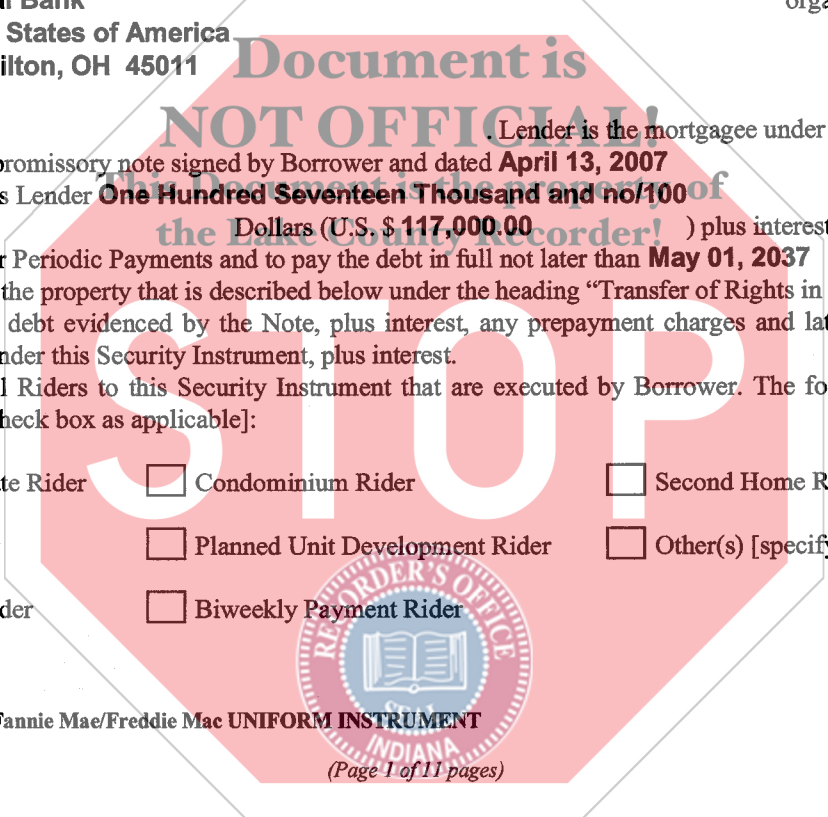 l Bank
orga
States of America
ilton, OH 45011
Document is
NOT OFFICIAL!
. Lender is the mortgagee under
promissory note signed by Borrower and dated April 13, 2007
s Lender One Hundred Seventeen Thousand and no/100
This Document is the property of
Dollars (U.S. $ 117,000.00 ) plus interest
the Lake County Recorder!
r Periodic Payments and to pay the debt in full not later than May 01, 2037
the property that is described below under the heading “Transfer of Rights in
debt evidenced by the Note, plus interest, any prepayment charges and lat
nder this Security Instrument, plus interest.
l Riders to this Security Instrument that are executed by Borrower. The fo
heck box as applicable]:
STOP
te Rider Condominium Rider Second Home R
Planned Unit Development Rider Other(s) [specify
der Biweekly Payment Rider
RECORDER'S OFFICE
SEAL
INDIANA
Fannie Mae/Freddie Mac UNIFORM INSTRUMENT
(Page 1 of 11 pages)